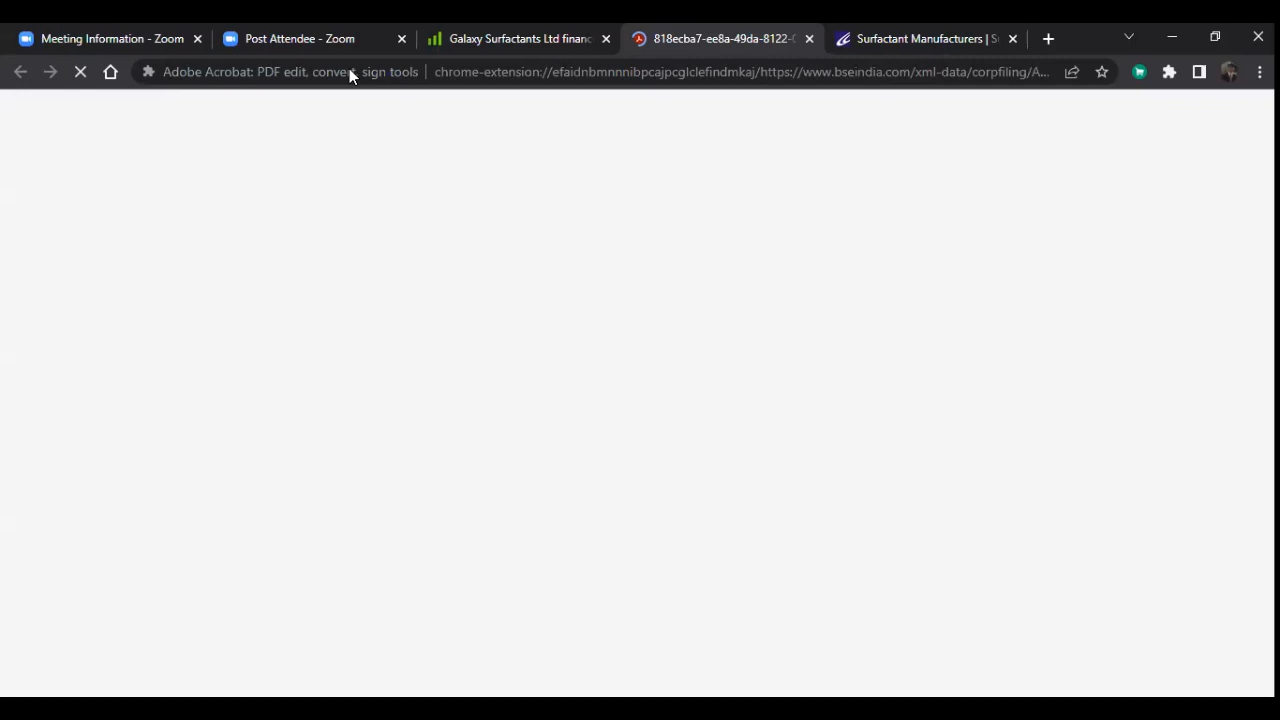 Meeting Information - Zoom
Post Attendee - Zoom
Galaxy Surfactants Ltd financ
818ecba7-ee8a-49da-8122-
Surfactant Manufacturers | S
Adobe Acrobat: PDF edit, convert, sign tools
chrome-extension://efaidnbmnnnibpcajpcglclefindmkaj/https://www.bseindia.com/xml-data/corpfiling/A...